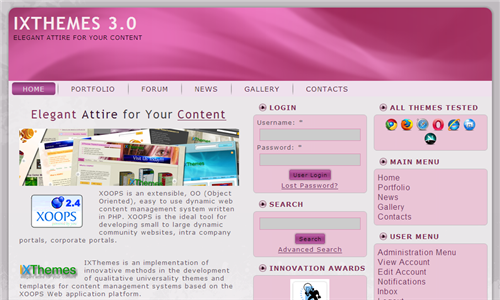 IXTHEMES 3.0
ELEGANT ATTIRE FOR YOUR CONTENT
HOME PORTFOLIO FORUM NEWS GALLERY CONTACTS
Elegant Attire for Your Content
XOOPS 2.4
XOOPS is an extensible, OO (Object
Oriented), easy to use dynamic web
content management system written
in PHP. XOOPS is the ideal tool for
developing small to large dynamic
community websites, intra company
portals, corporate portals.
IXThemes
IXThemes is an implementation of
innovative methods in the development
of qualitative universality themes and
templates for content management systems based on the
XOOPS Web application platform.
LOGIN
Username: *
Password: *
User Login
Lost Password?
SEARCH
Search
Advanced Search
INNOVATION AWARDS
ALL THEMES TESTED
MAIN MENU
Home
Portfolio
News
Gallery
Contacts
USER MENU
Administration Menu
View Account
Edit Account
Notifications
Inbox